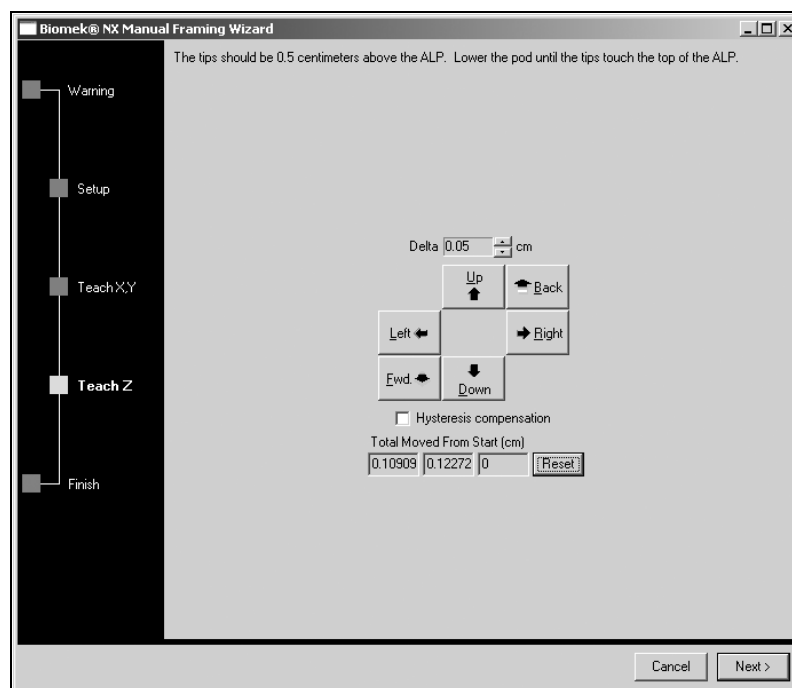 Biomek® NX Manual Framing Wizard
The tips should be 0.5 centimeters above the ALP. Lower the pod until the tips touch the top of the ALP.
Warning
Setup
Teach X,Y
Teach Z
Finish
Delta 0.05 cm
Up
Back
Left
Right
Fwd.
Down
Hysteresis compensation
Total Moved From Start (cm)
0.10909 0.12272 0 Reset
Cancel Next >